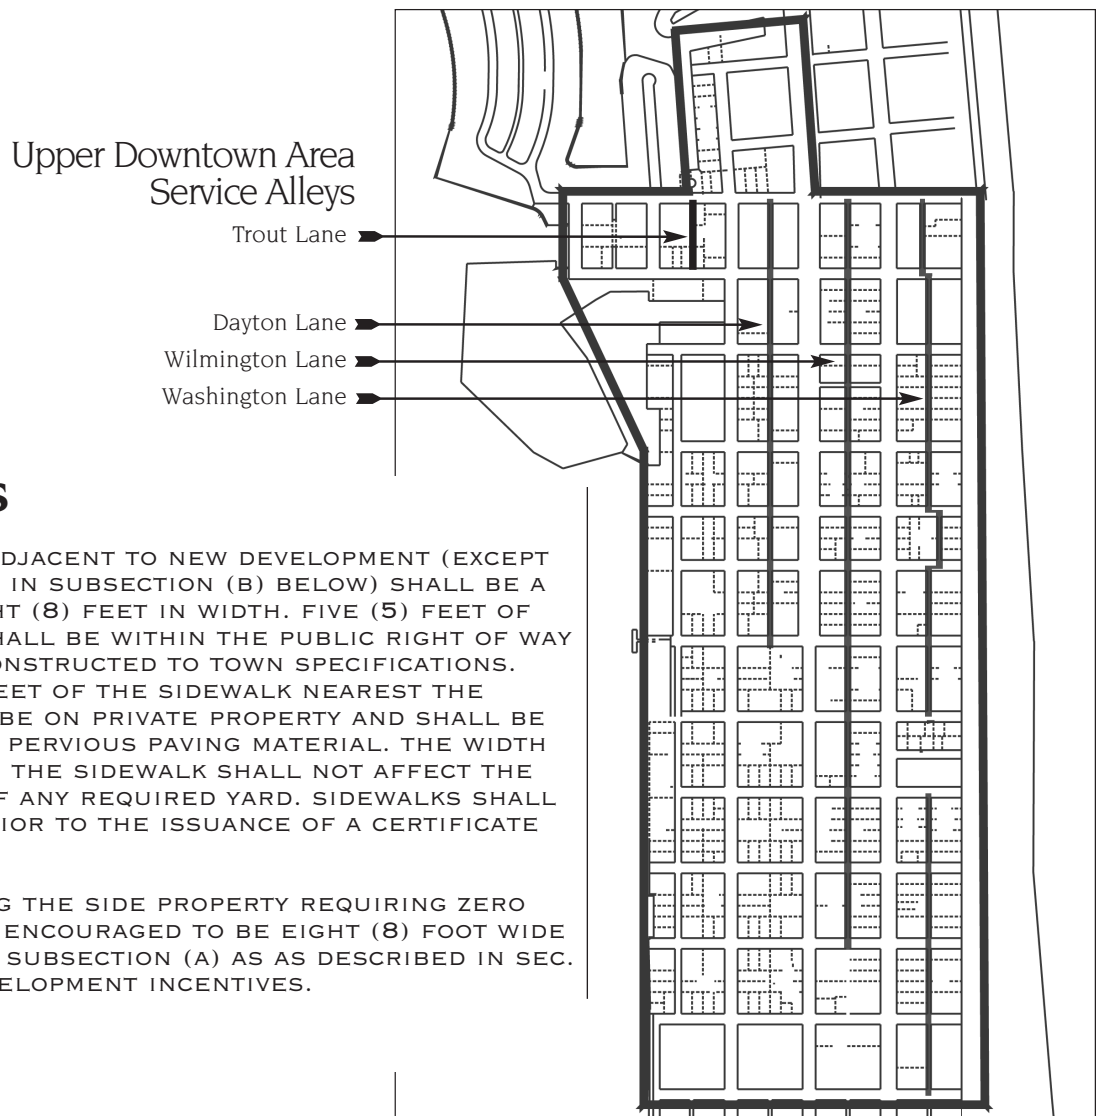 Upper Downtown Area
Service Alleys
Trout Lane
Dayton Lane
Wilmington Lane
Washington Lane
S
DJACENT TO NEW DEVELOPMENT (EXCEPT
IN SUBSECTION (B) BELOW) SHALL BE A
HT (8) FEET IN WIDTH. FIVE (5) FEET OF
HALL BE WITHIN THE PUBLIC RIGHT OF WAY
ONSTRUCTED TO TOWN SPECIFICATIONS.
EET OF THE SIDEWALK NEAREST THE
BE ON PRIVATE PROPERTY AND SHALL BE
PERVIOUS PAVING MATERIAL. THE WIDTH
THE SIDEWALK SHALL NOT AFFECT THE
F ANY REQUIRED YARD. SIDEWALKS SHALL
IOR TO THE ISSUANCE OF A CERTIFICATE
G THE SIDE PROPERTY REQUIRING ZERO
ENCOURAGED TO BE EIGHT (8) FOOT WIDE
SUBSECTION (A) AS AS DESCRIBED IN SEC.
ELOPMENT INCENTIVES.